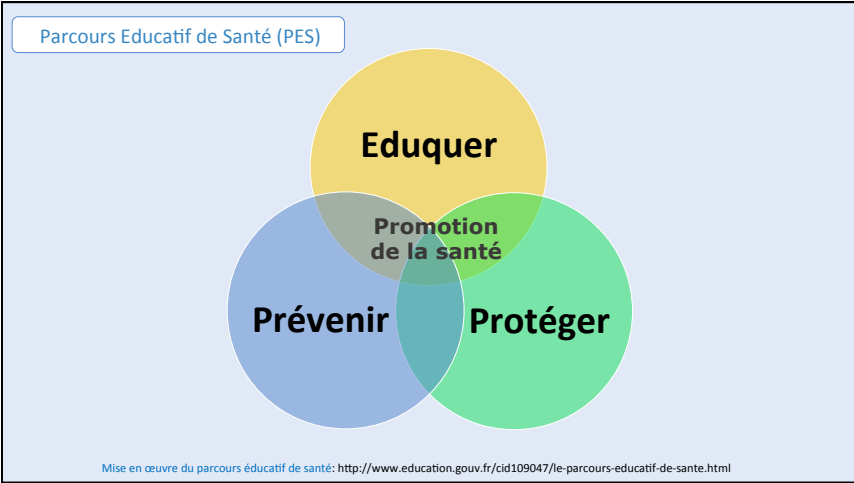 Parcours Educatif de Santé (PES)
Eduquer
Promotion
de la santé
Prévenir
Protéger
Mise en œuvre du parcours éducatif de santé: http://www.education.gouv.fr/cid109047/le-parcours-educatif-de-sante.html